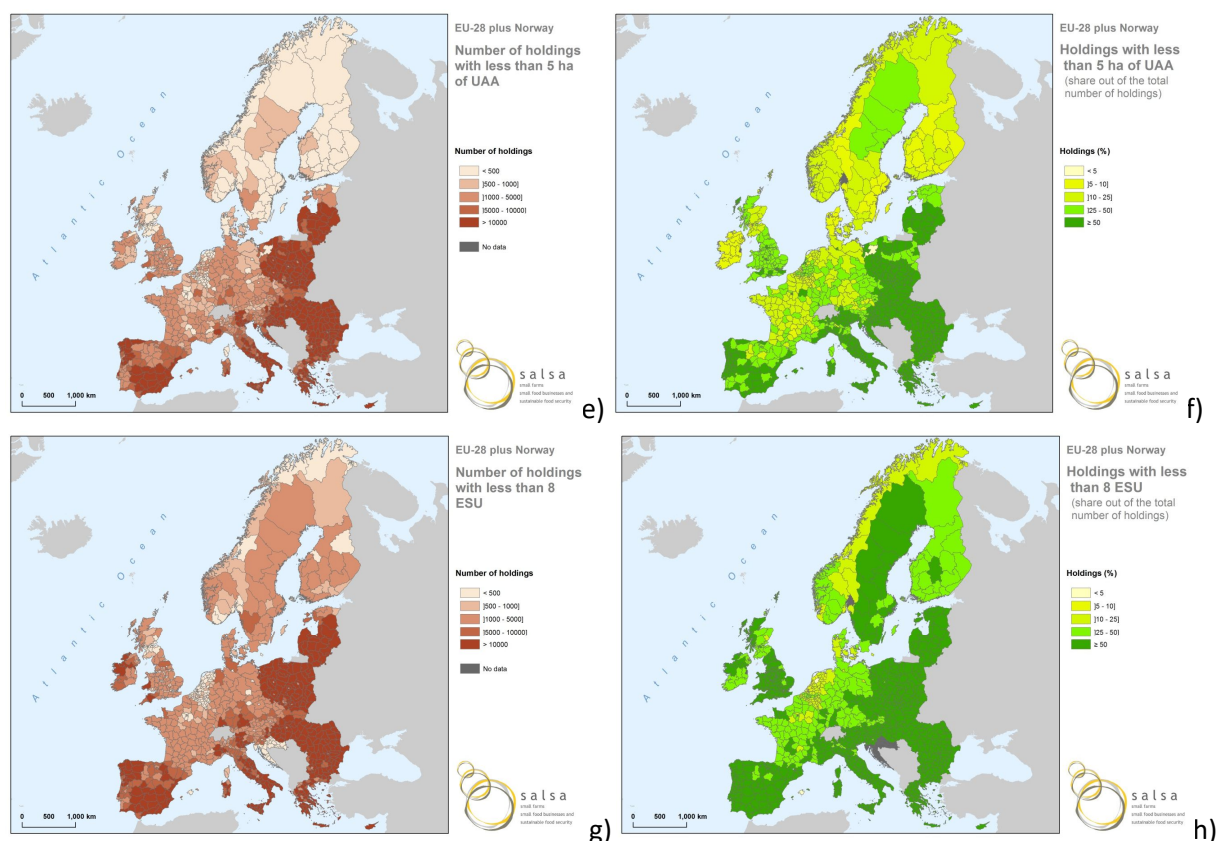 EU-28 plus Norway
Number of holdings
with less than 5 ha
of UAA
Atlantic Ocean
Number of holdings
< 500
]500 - 1000]
]1000 - 5000]
]5000 - 10000]
> 10000
No data
0 500 1,000 km
salsa
small farms
small food businesses and
sustainable food security
e)
EU-28 plus Norway
Holdings with less
than 5 ha of UAA
(share out of the total
number of holdings)
Atlantic Ocean
Holdings (%)
< 5
]5 - 10]
]10 - 25]
]25 - 50]
≥ 50
0 500 1,000 km
salsa
small farms
small food businesses and
sustainable food security
f)
EU-28 plus Norway
Number of holdings
with less than 8
ESU
Atlantic Ocean
Number of holdings
< 500
]500 - 1000]
]1000 - 5000]
]5000 - 10000]
> 10000
No data
0 500 1,000 km
salsa
small farms
small food businesses and
sustainable food security
g)
EU-28 plus Norway
Holdings with less
than 8 ESU
(share out of the total
number of holdings)
Atlantic Ocean
Holdings (%)
< 5
]5 - 10]
]10 - 25]
]25 - 50]
≥ 50
0 500 1,000 km
salsa
small farms
small food businesses and
sustainable food security
h)